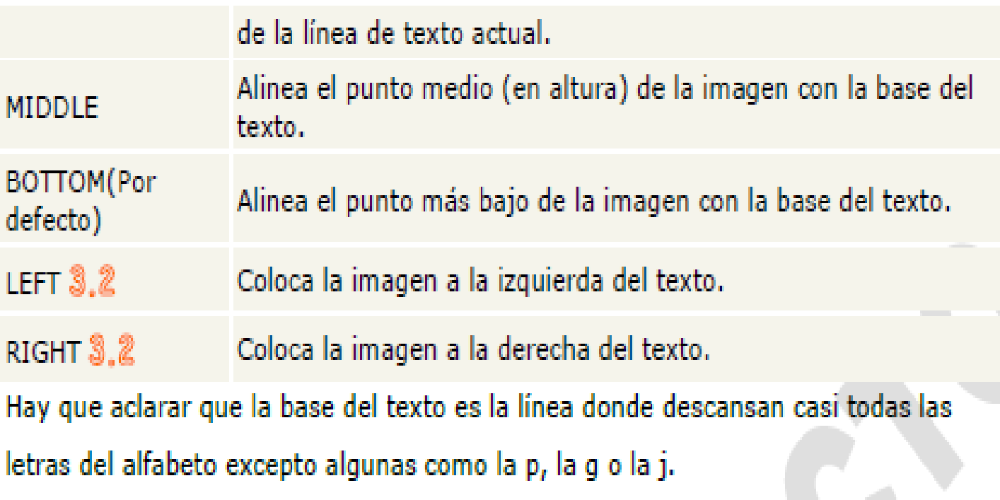 de la línea de texto actual.
MIDDLE
Alinea el punto medio (en altura) de la imagen con la base del
texto.
BOTTOM(Por
defecto)
Alinea el punto más bajo de la imagen con la base del texto.
LEFT 3.2
Coloca la imagen a la izquierda del texto.
RIGHT 3.2
Coloca la imagen a la derecha del texto.
Hay que aclarar que la base del texto es la línea donde descansan casi todas las
letras del alfabeto excepto algunas como la p, la g o la j.